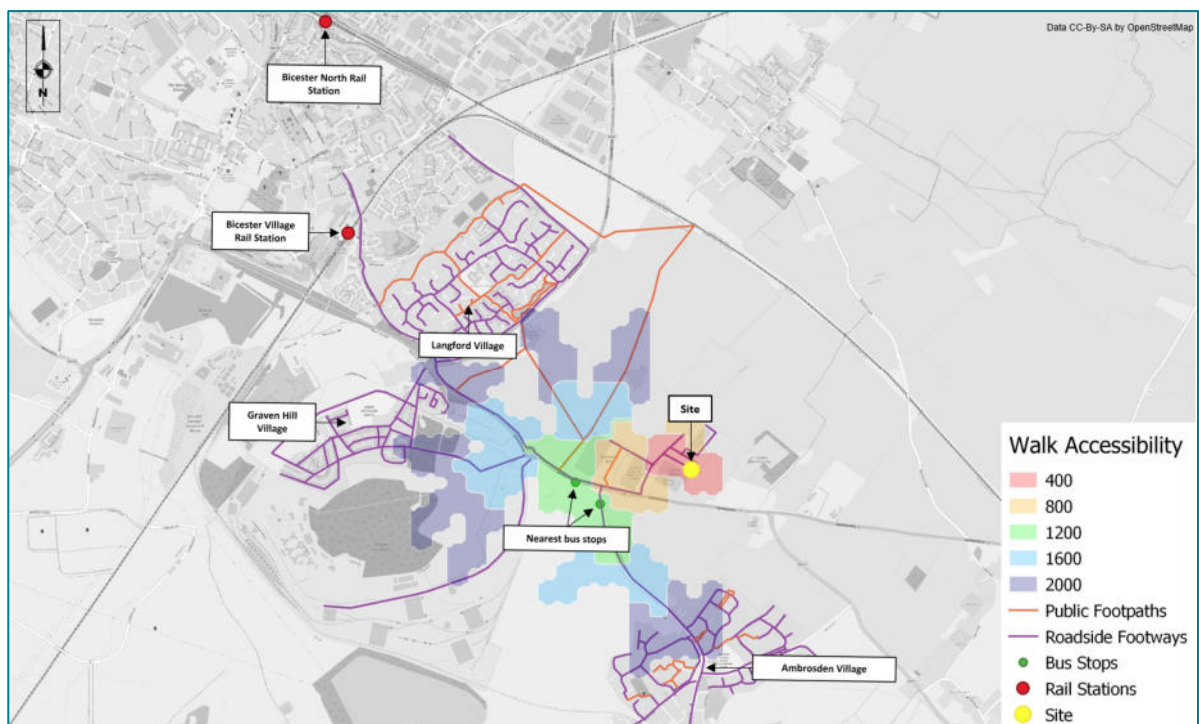 Data CC-By-SA by OpenStreetMap
N
Bicester North Rail
Station
Bicester Village
Rail Station
Langford Village
Graven Hill
Village
Site
Nearest bus stops
Ambrosden Village
Walk Accessibility
400
800
1200
1600
2000
Public Footpaths
Roadside Footways
Bus Stops
Rail Stations
Site